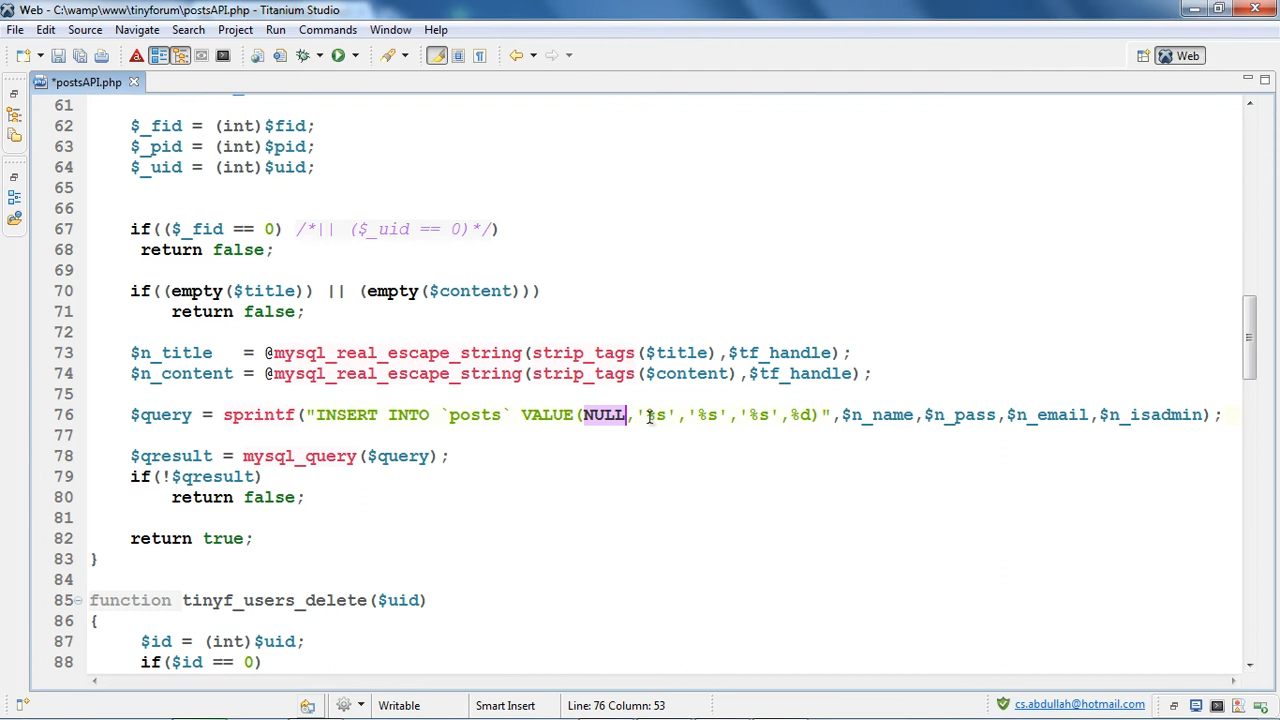 Web - C:\wamp\www\tinyforum\postsAPI.php - Titanium Studio
File Edit Source Navigate Search Project Run Commands Window Help
Web
*postsAPI.php
61
62 $_fid = (int)$fid;
63 $_pid = (int)$pid;
64 $_uid = (int)$uid;
65
66
67 if(($_fid == 0) /*|| ($_uid == 0)*/)
68 return false;
69
70 if((empty($title)) || (empty($content)))
71 return false;
72
73 $n_title = @mysql_real_escape_string(strip_tags($title),$tf_handle);
74 $n_content = @mysql_real_escape_string(strip_tags($content),$tf_handle);
75
76 $query = sprintf("INSERT INTO `posts` VALUE(NULL,'%s','%s','%s',%d)",$n_name,$n_pass,$n_email,$n_isadmin);
77
78 $qresult = mysql_query($query);
79 if(!$qresult)
80 return false;
81
82 return true;
83 }
84
85 function tinyf_users_delete($uid)
86 {
87 $id = (int)$uid;
88 if($id == 0)
Writable Smart Insert Line: 76 Column: 53 cs.abdullah@hotmail.com